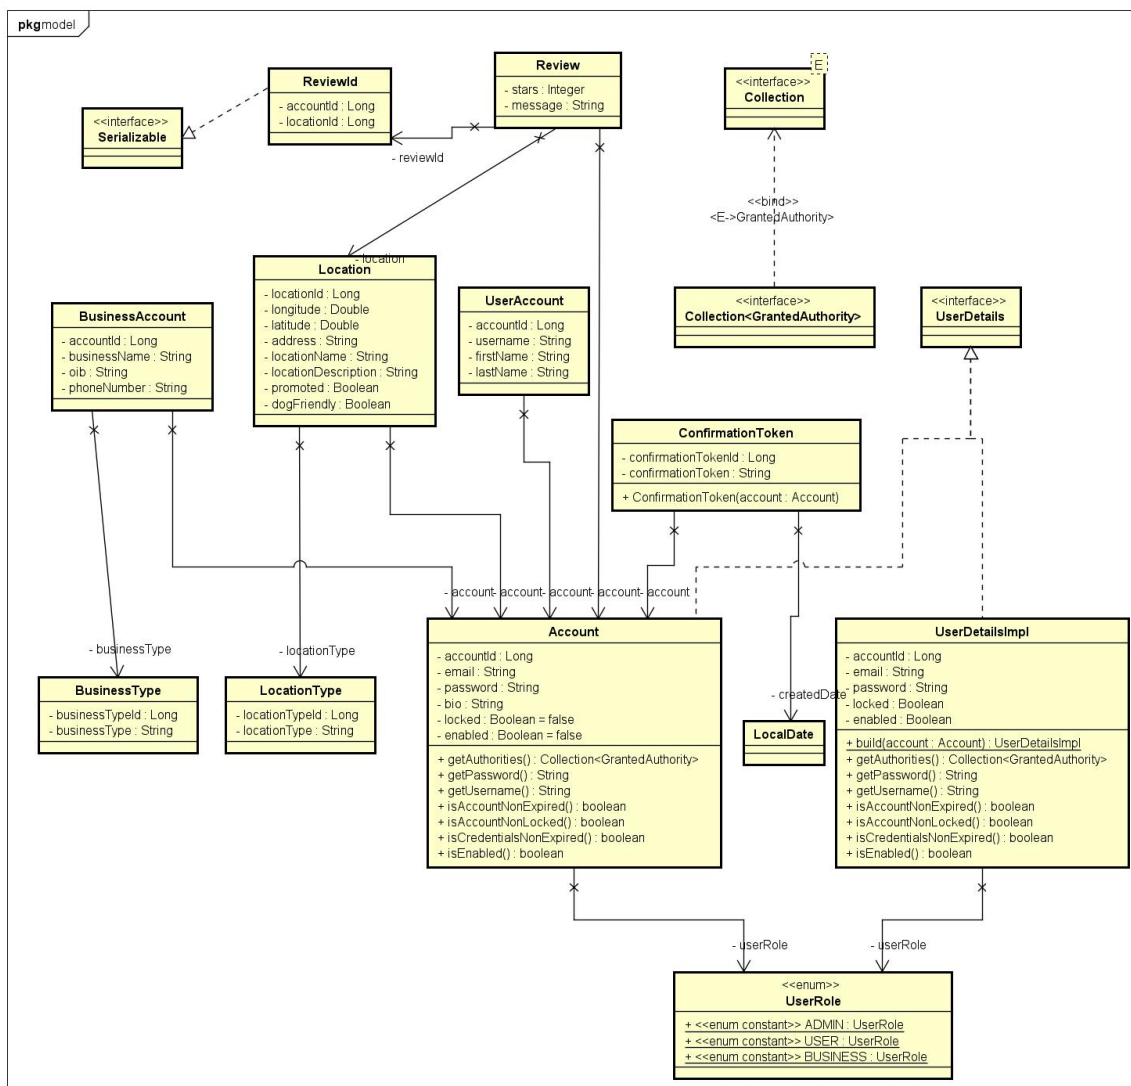 pkg model
Review
- stars : Integer
- message : String
ReviewId
- accountId : Long
- locationId : Long
<<interface>>
Serializable
E
<<interface>>
Collection
- reviewId
<<bind>>
<E->GrantedAuthority>
- location
Location
- locationId : Long
- longitude : Double
- latitude : Double
- address : String
- locationName : String
- locationDescription : String
- promoted : Boolean
- dogFriendly : Boolean
BusinessAccount
- accountId : Long
- businessName : String
- oib : String
- phoneNumber : String
UserAccount
- accountId : Long
- username : String
- firstName : String
- lastName : String
<<interface>>
Collection<GrantedAuthority>
<<interface>>
UserDetails
ConfirmationToken
- confirmationTokenId : Long
- confirmationToken : String
+ ConfirmationToken(account : Account)
- account
- account
- account
- account
- account
- businessType
- locationType
- createdDate
BusinessType
- businessTypeId : Long
- businessType : String
LocationType
- locationTypeId : Long
- locationType : String
Account
- accountId : Long
- email : String
- password : String
- bio : String
- locked : Boolean = false
- enabled : Boolean = false
+ getAuthorities() : Collection<GrantedAuthority>
+ getPassword() : String
+ getUsername() : String
+ isAccountNonExpired() : boolean
+ isAccountNonLocked() : boolean
+ isCredentialsNonExpired() : boolean
+ isEnabled() : boolean
LocalDate
UserDetailsImpl
- accountId : Long
- email : String
- password : String
- locked : Boolean
- enabled : Boolean
+ build(account : Account) : UserDetailsImpl
+ getAuthorities() : Collection<GrantedAuthority>
+ getPassword() : String
+ getUsername() : String
+ isAccountNonExpired() : boolean
+ isAccountNonLocked() : boolean
+ isCredentialsNonExpired() : boolean
+ isEnabled() : boolean
- userRole
- userRole
<<enum>>
UserRole
+ <<enum constant>> ADMIN : UserRole
+ <<enum constant>> USER : UserRole
+ <<enum constant>> BUSINESS : UserRole